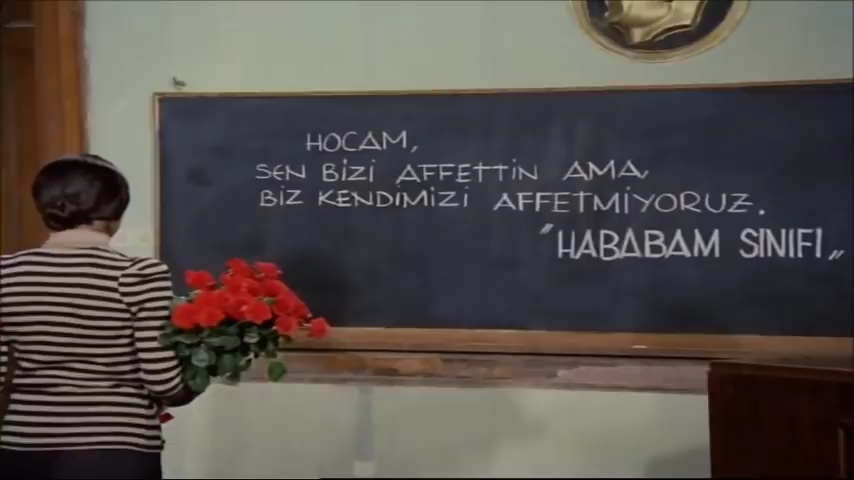 HOCAM,
SEN BİZİ AFFETTİN AMA,
BİZ KENDİMİZİ AFFETMİYORUZ.
"HABABAM SINIFI„